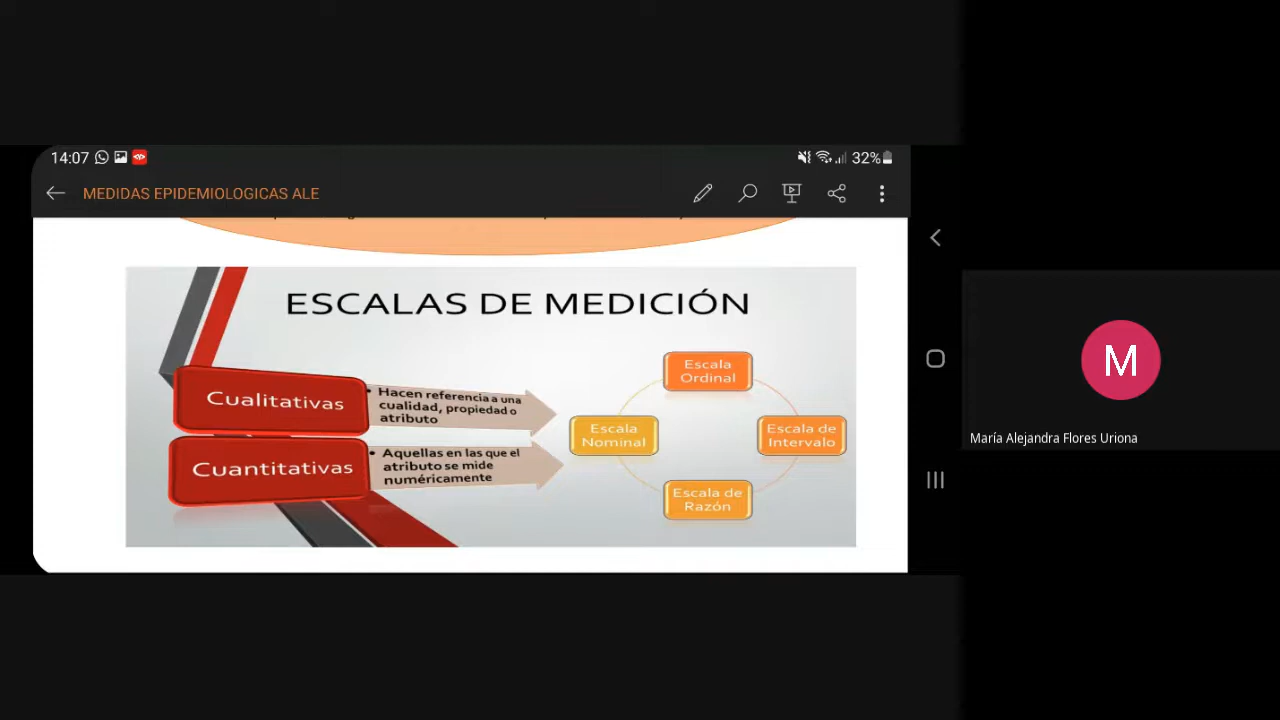 14:07
32%
MEDIDAS EPIDEMIOLOGICAS ALE
ESCALAS DE MEDICIÓN
Cualitativas
• Hacen referencia a una
cualidad, propiedad o
atributo
Cuantitativas
• Aquellas en las que el
atributo se mide
numéricamente
Escala
Ordinal
Escala
Nominal
Escala de
Intervalo
Escala de
Razón
M
María Alejandra Flores Uriona